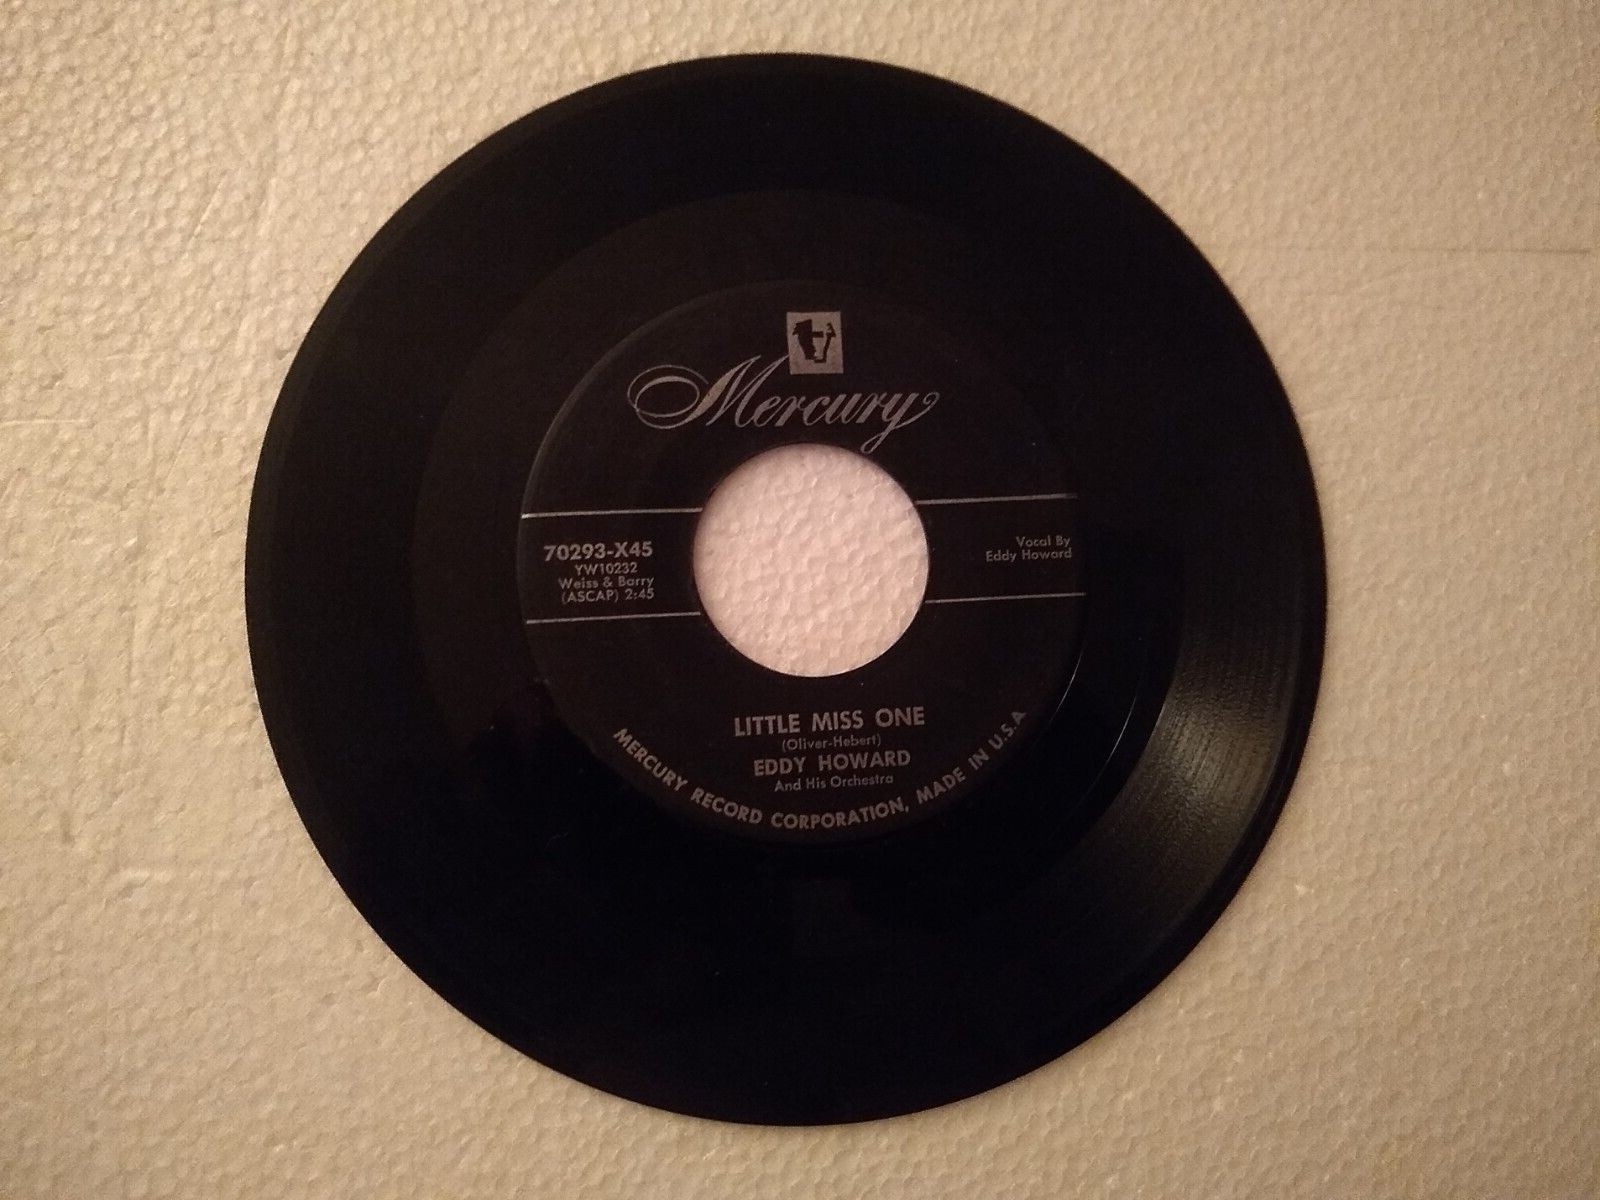 Mercury
70293-X45
YW10232
Weiss & Barry
(ASCAP) 2:45
Vocal By
Eddy Howard
LITTLE MISS ONE
(Oliver-Hebert)
EDDY HOWARD
And His Orchestra
MERCURY RECORD CORPORATION, MADE IN U.S.A